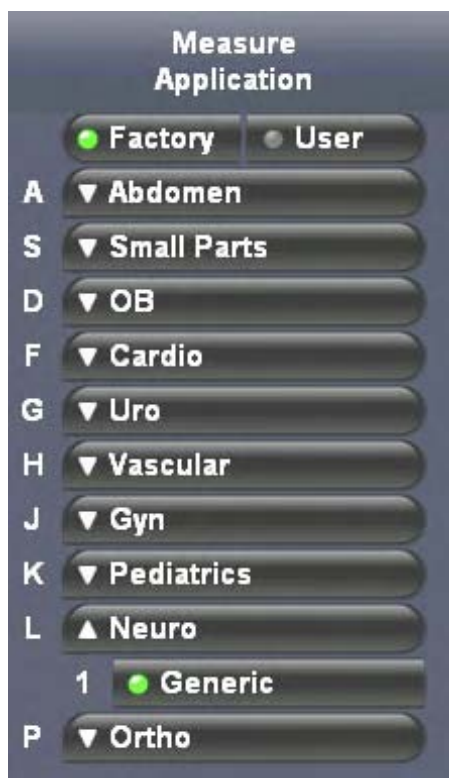 Measure
Application
Factory User
A ▼ Abdomen
S ▼ Small Parts
D ▼ OB
F ▼ Cardio
G ▼ Uro
H ▼ Vascular
J ▼ Gyn
K ▼ Pediatrics
L ▲ Neuro
1 Generic
P ▼ Ortho